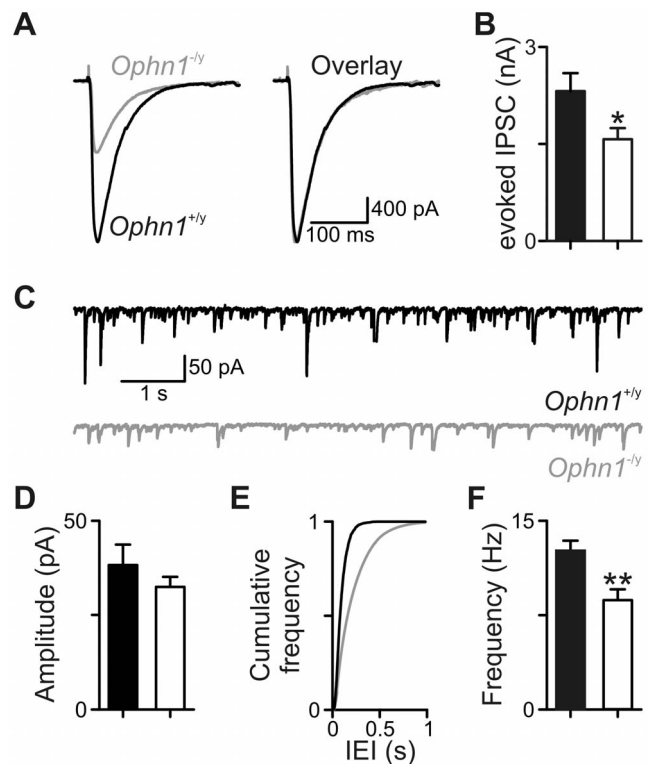 A
Ophn1-/y
Overlay
Ophn1+/y
400 pA
100 ms
B
evoked IPSC (nA)
3
0
*
C
50 pA
1 s
Ophn1+/y
Ophn1-/y
D
Amplitude (pA)
50
0
E
Cumulative
frequency
1
0
0
0.5
1
IEI (s)
F
Frequency (Hz)
15
0
**